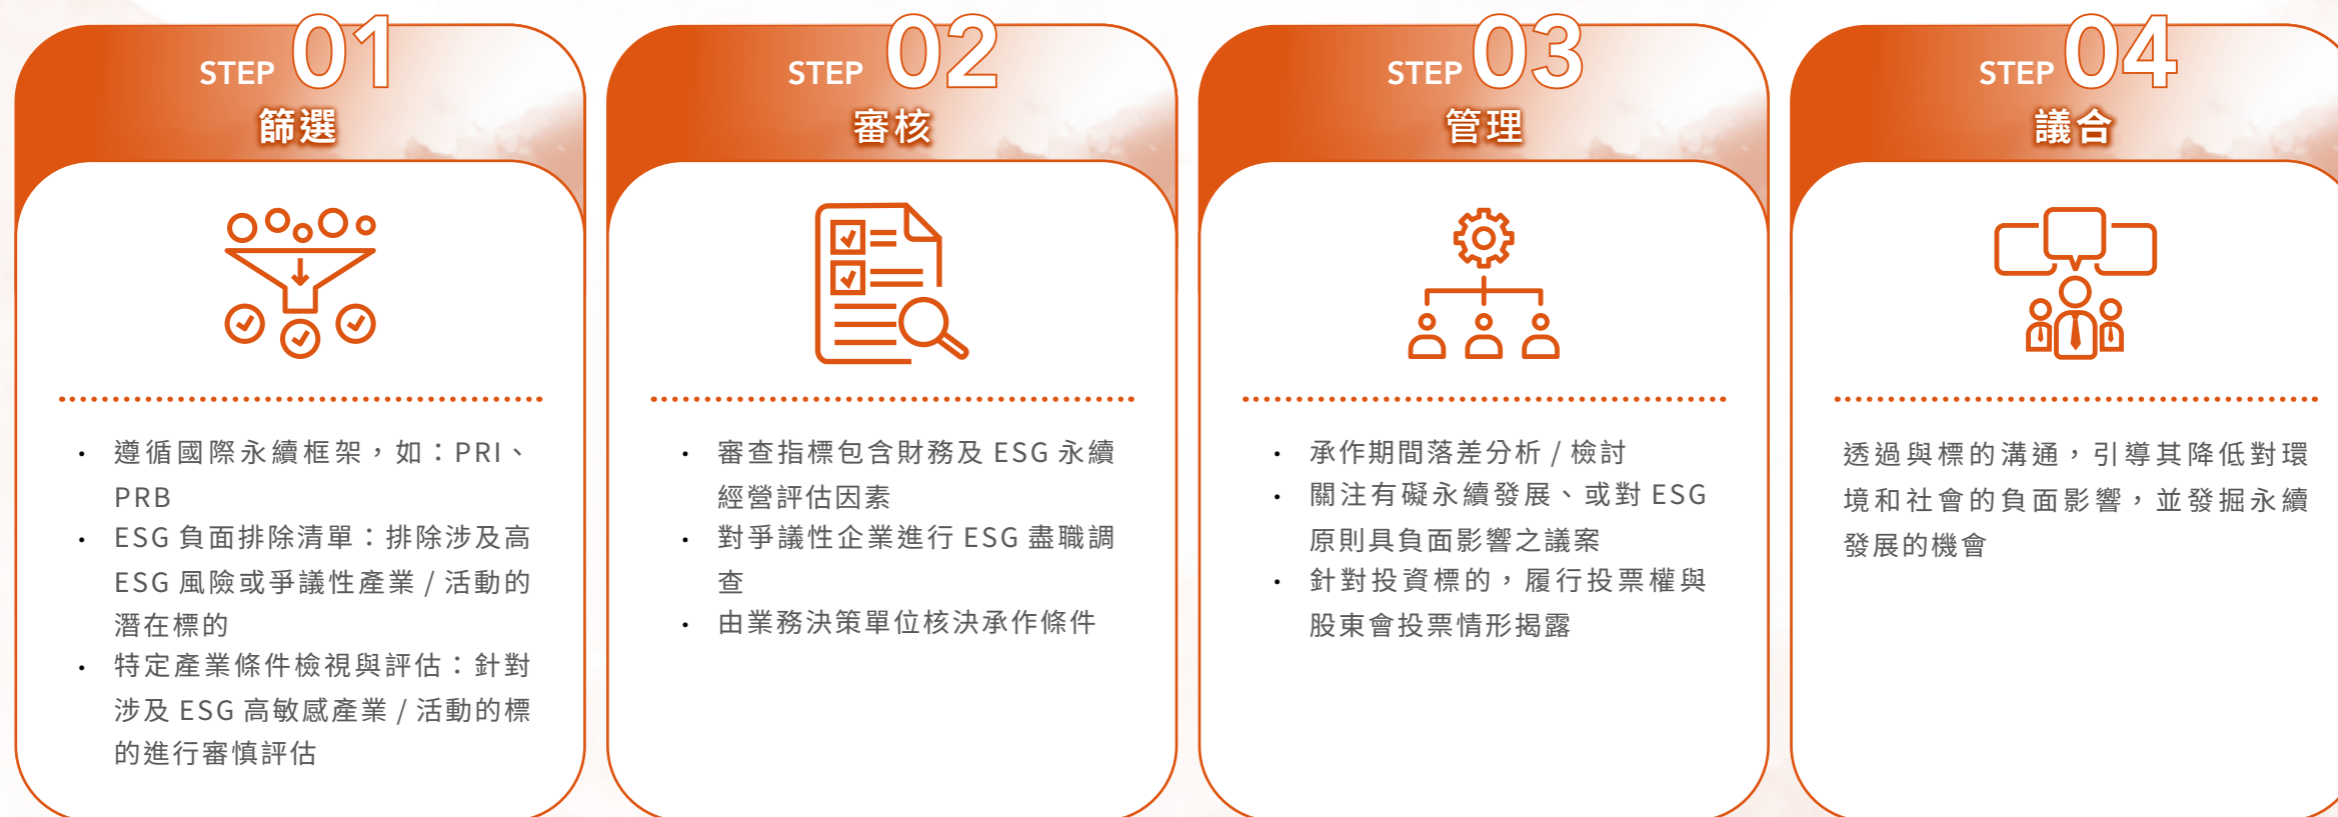 STEP 01
篩選
• 遵循國際永續框架，如：PRI、
PRB
• ESG 負面排除清單：排除涉及高
ESG 風險或爭議性產業 / 活動的
潛在標的
• 特定產業條件檢視與評估：針對
涉及 ESG 高敏感產業 / 活動的標
的進行審慎評估
STEP 02
審核
• 審查指標包含財務及 ESG 永續
經營評估因素
• 對爭議性企業進行 ESG 盡職調
查
• 由業務決策單位核決承作條件
STEP 03
管理
• 承作期間落差分析 / 檢討
• 關注有礙永續發展、或對 ESG
原則具負面影響之議案
• 針對投資標的，履行投票權與
股東會投票情形揭露
STEP 04
議合
透過與標的溝通，引導其降低對環
境和社會的負面影響，並發掘永續
發展的機會